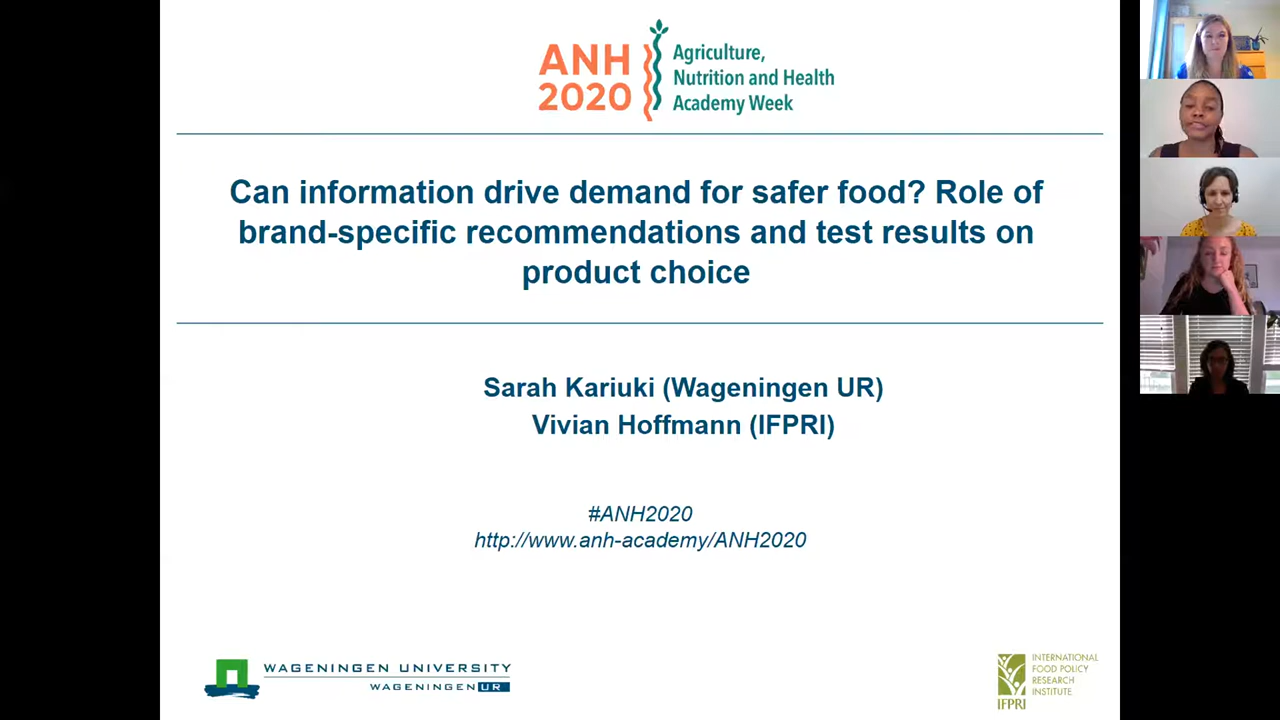 ANH
2020
Agriculture,
Nutrition and Health
Academy Week
Can information drive demand for safer food? Role of
brand-specific recommendations and test results on
product choice
Sarah Kariuki (Wageningen UR)
Vivian Hoffmann (IFPRI)
#ANH2020
http://www.anh-academy/ANH2020
WAGENINGEN UNIVERSITY
WAGENINGEN UR
IFPRI
INTERNATIONAL
FOOD POLICY
RESEARCH
INSTITUTE